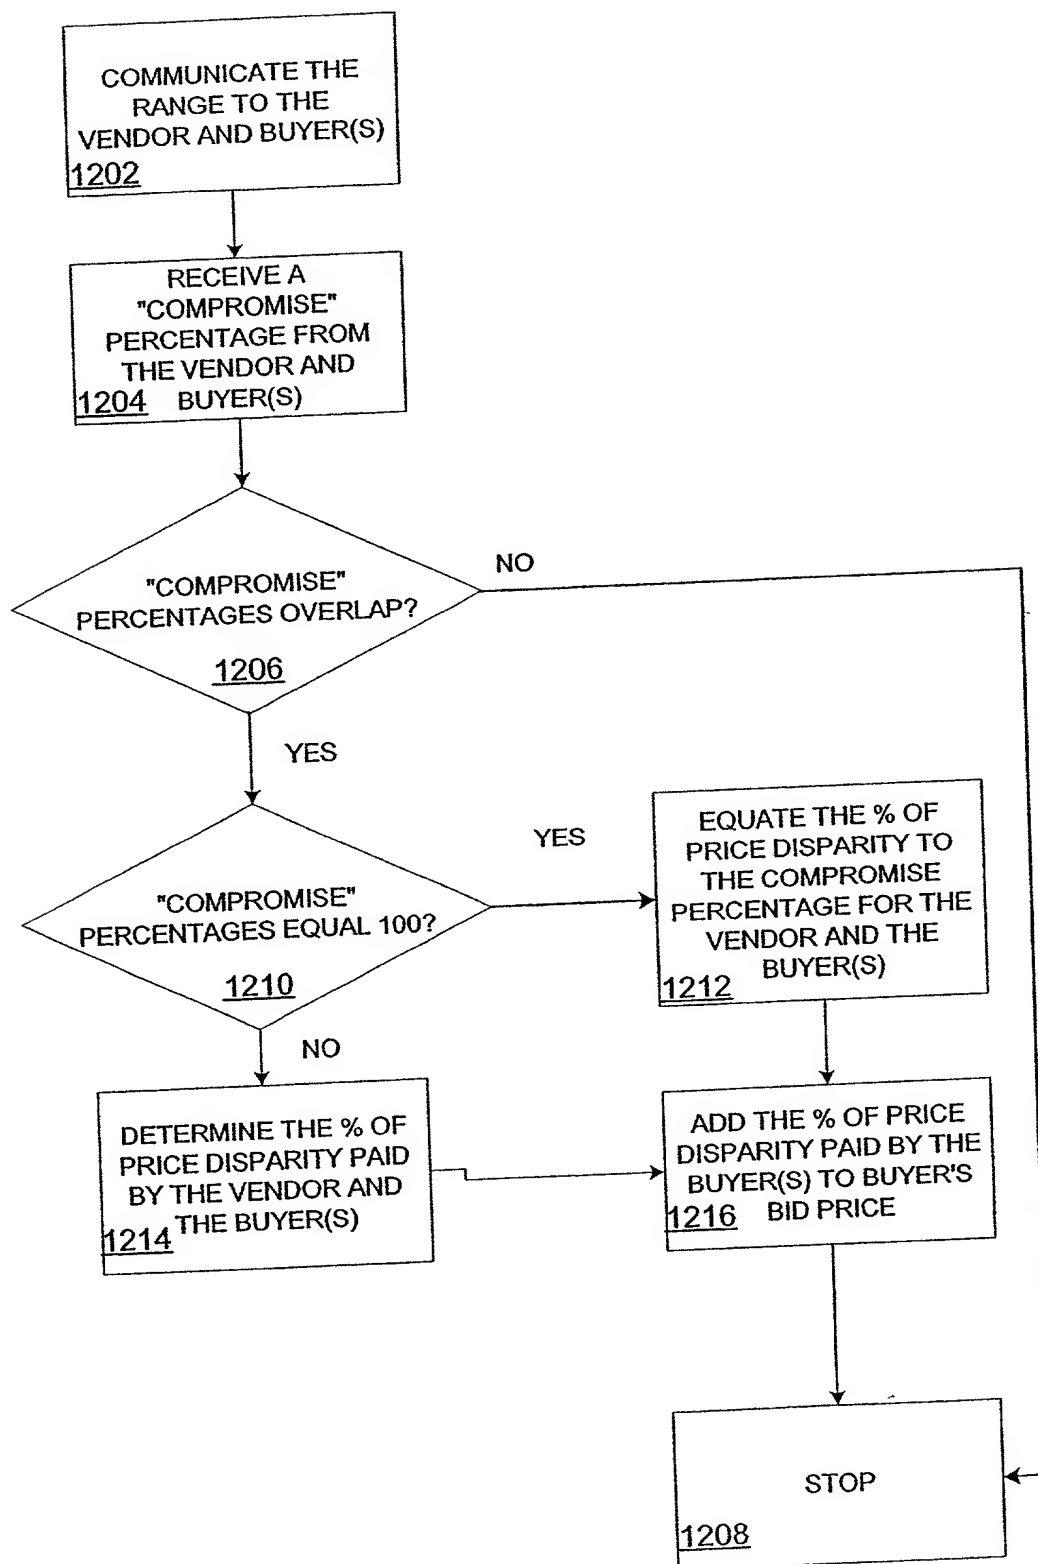 COMMUNICATE THE
RANGE TO THE
VENDOR AND BUYER(S)
1202
RECEIVE A
"COMPROMISE"
PERCENTAGE FROM
THE VENDOR AND
1204 BUYER(S)
NO
"COMPROMISE"
PERCENTAGES OVERLAP?
1206
YES
EQUATE THE % OF
PRICE DISPARITY TO
THE COMPROMISE
PERCENTAGE FOR THE
VENDOR AND THE
1212 BUYER(S)
YES
"COMPROMISE"
PERCENTAGES EQUAL 100?
1210
NO
DETERMINE THE % OF
PRICE DISPARITY PAID
BY THE VENDOR AND
1214 THE BUYER(S)
ADD THE % OF PRICE
DISPARITY PAID BY THE
BUYER(S) TO BUYER'S
1216 BID PRICE
STOP
1208